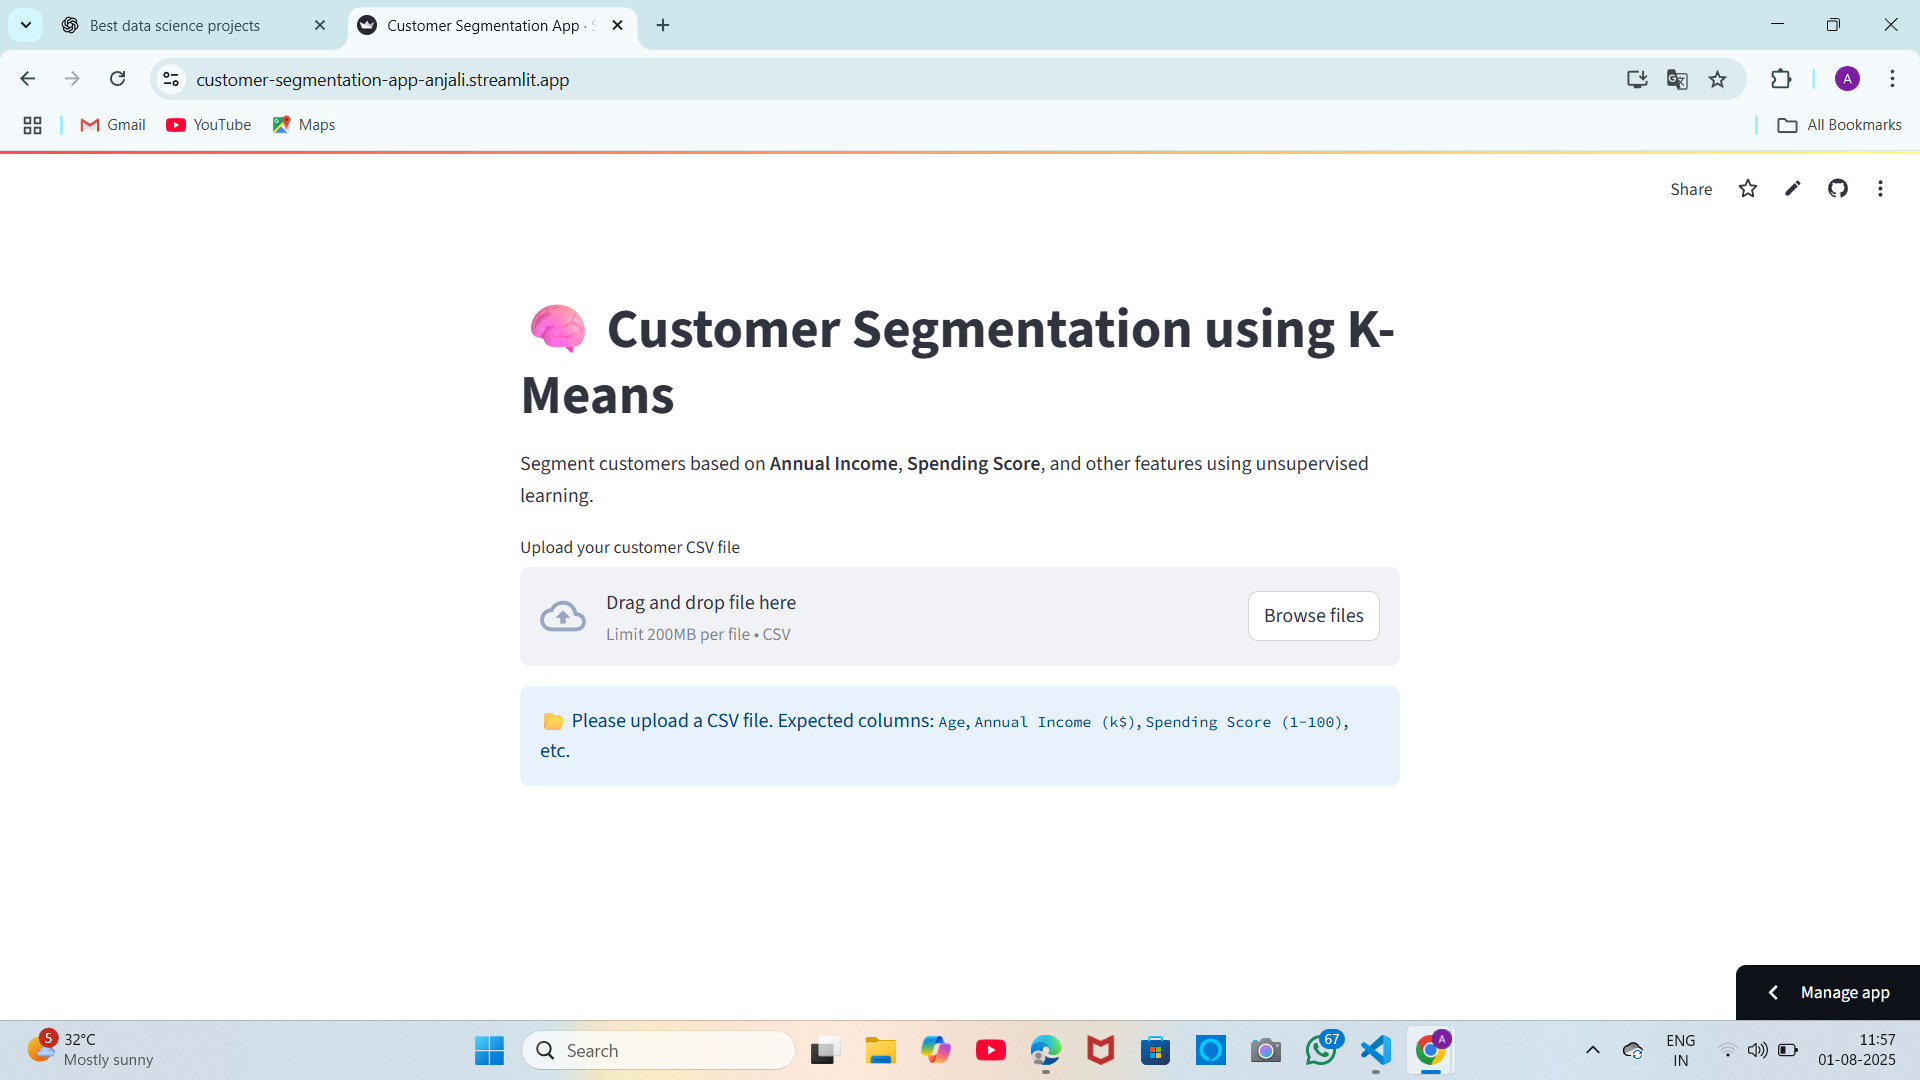 Best data science projects
Customer Segmentation App ·
customer-segmentation-app-anjali.streamlit.app
A
Gmail
YouTube
Maps
All Bookmarks
Share
Customer Segmentation using K-
Means
Segment customers based on Annual Income, Spending Score, and other features using unsupervised
learning.
Upload your customer CSV file
Drag and drop file here
Limit 200MB per file • CSV
Browse files
Please upload a CSV file. Expected columns: Age, Annual Income (k$), Spending Score (1-100),
etc.
Manage app
5
32°C
Mostly sunny
Search
67
A
ENG
IN
11:57
01-08-2025